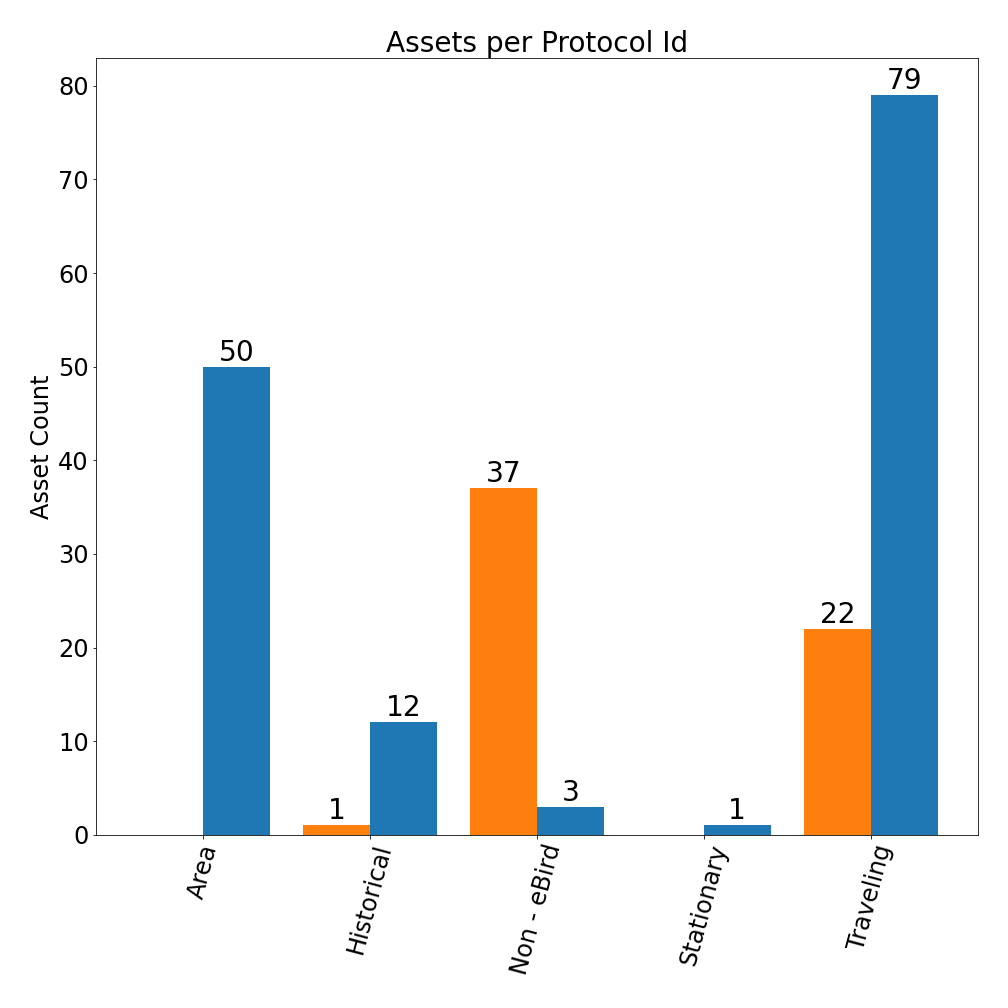 Assets per Protocol Id
Asset Count
80
70
60
50
40
30
20
10
0
50
1
12
37
3
1
22
79
Area
Historical
Non - eBird
Stationary
Traveling